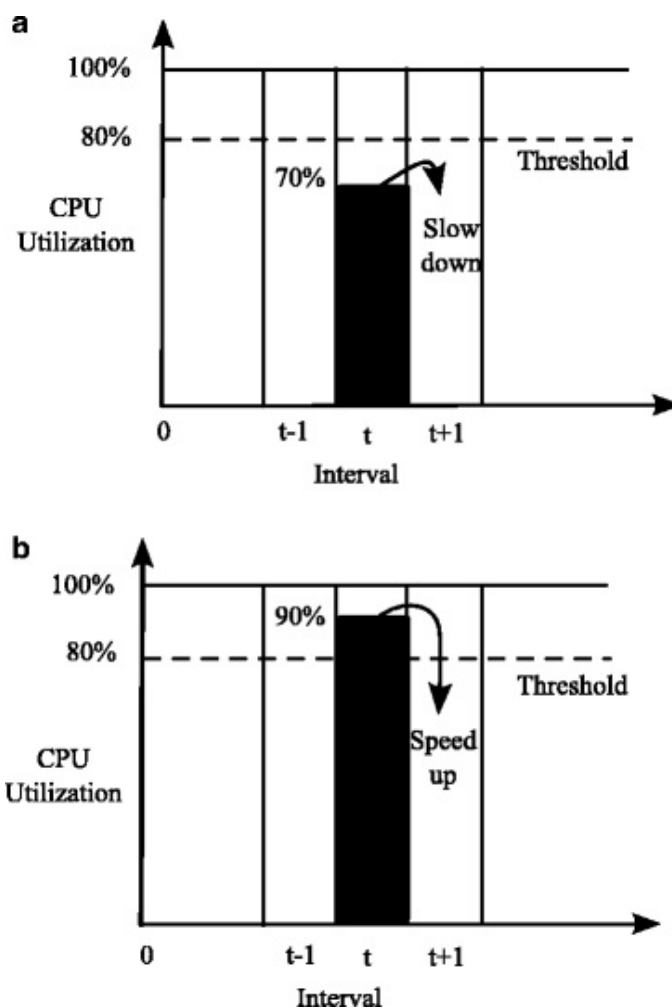 a
100%
80%
Threshold
70%
CPU
Utilization
Slow
down
0
t-1
t
t+1
Interval
b
100%
90%
80%
Threshold
CPU
Utilization
Speed
up
0
t-1
t
t+1
Interval